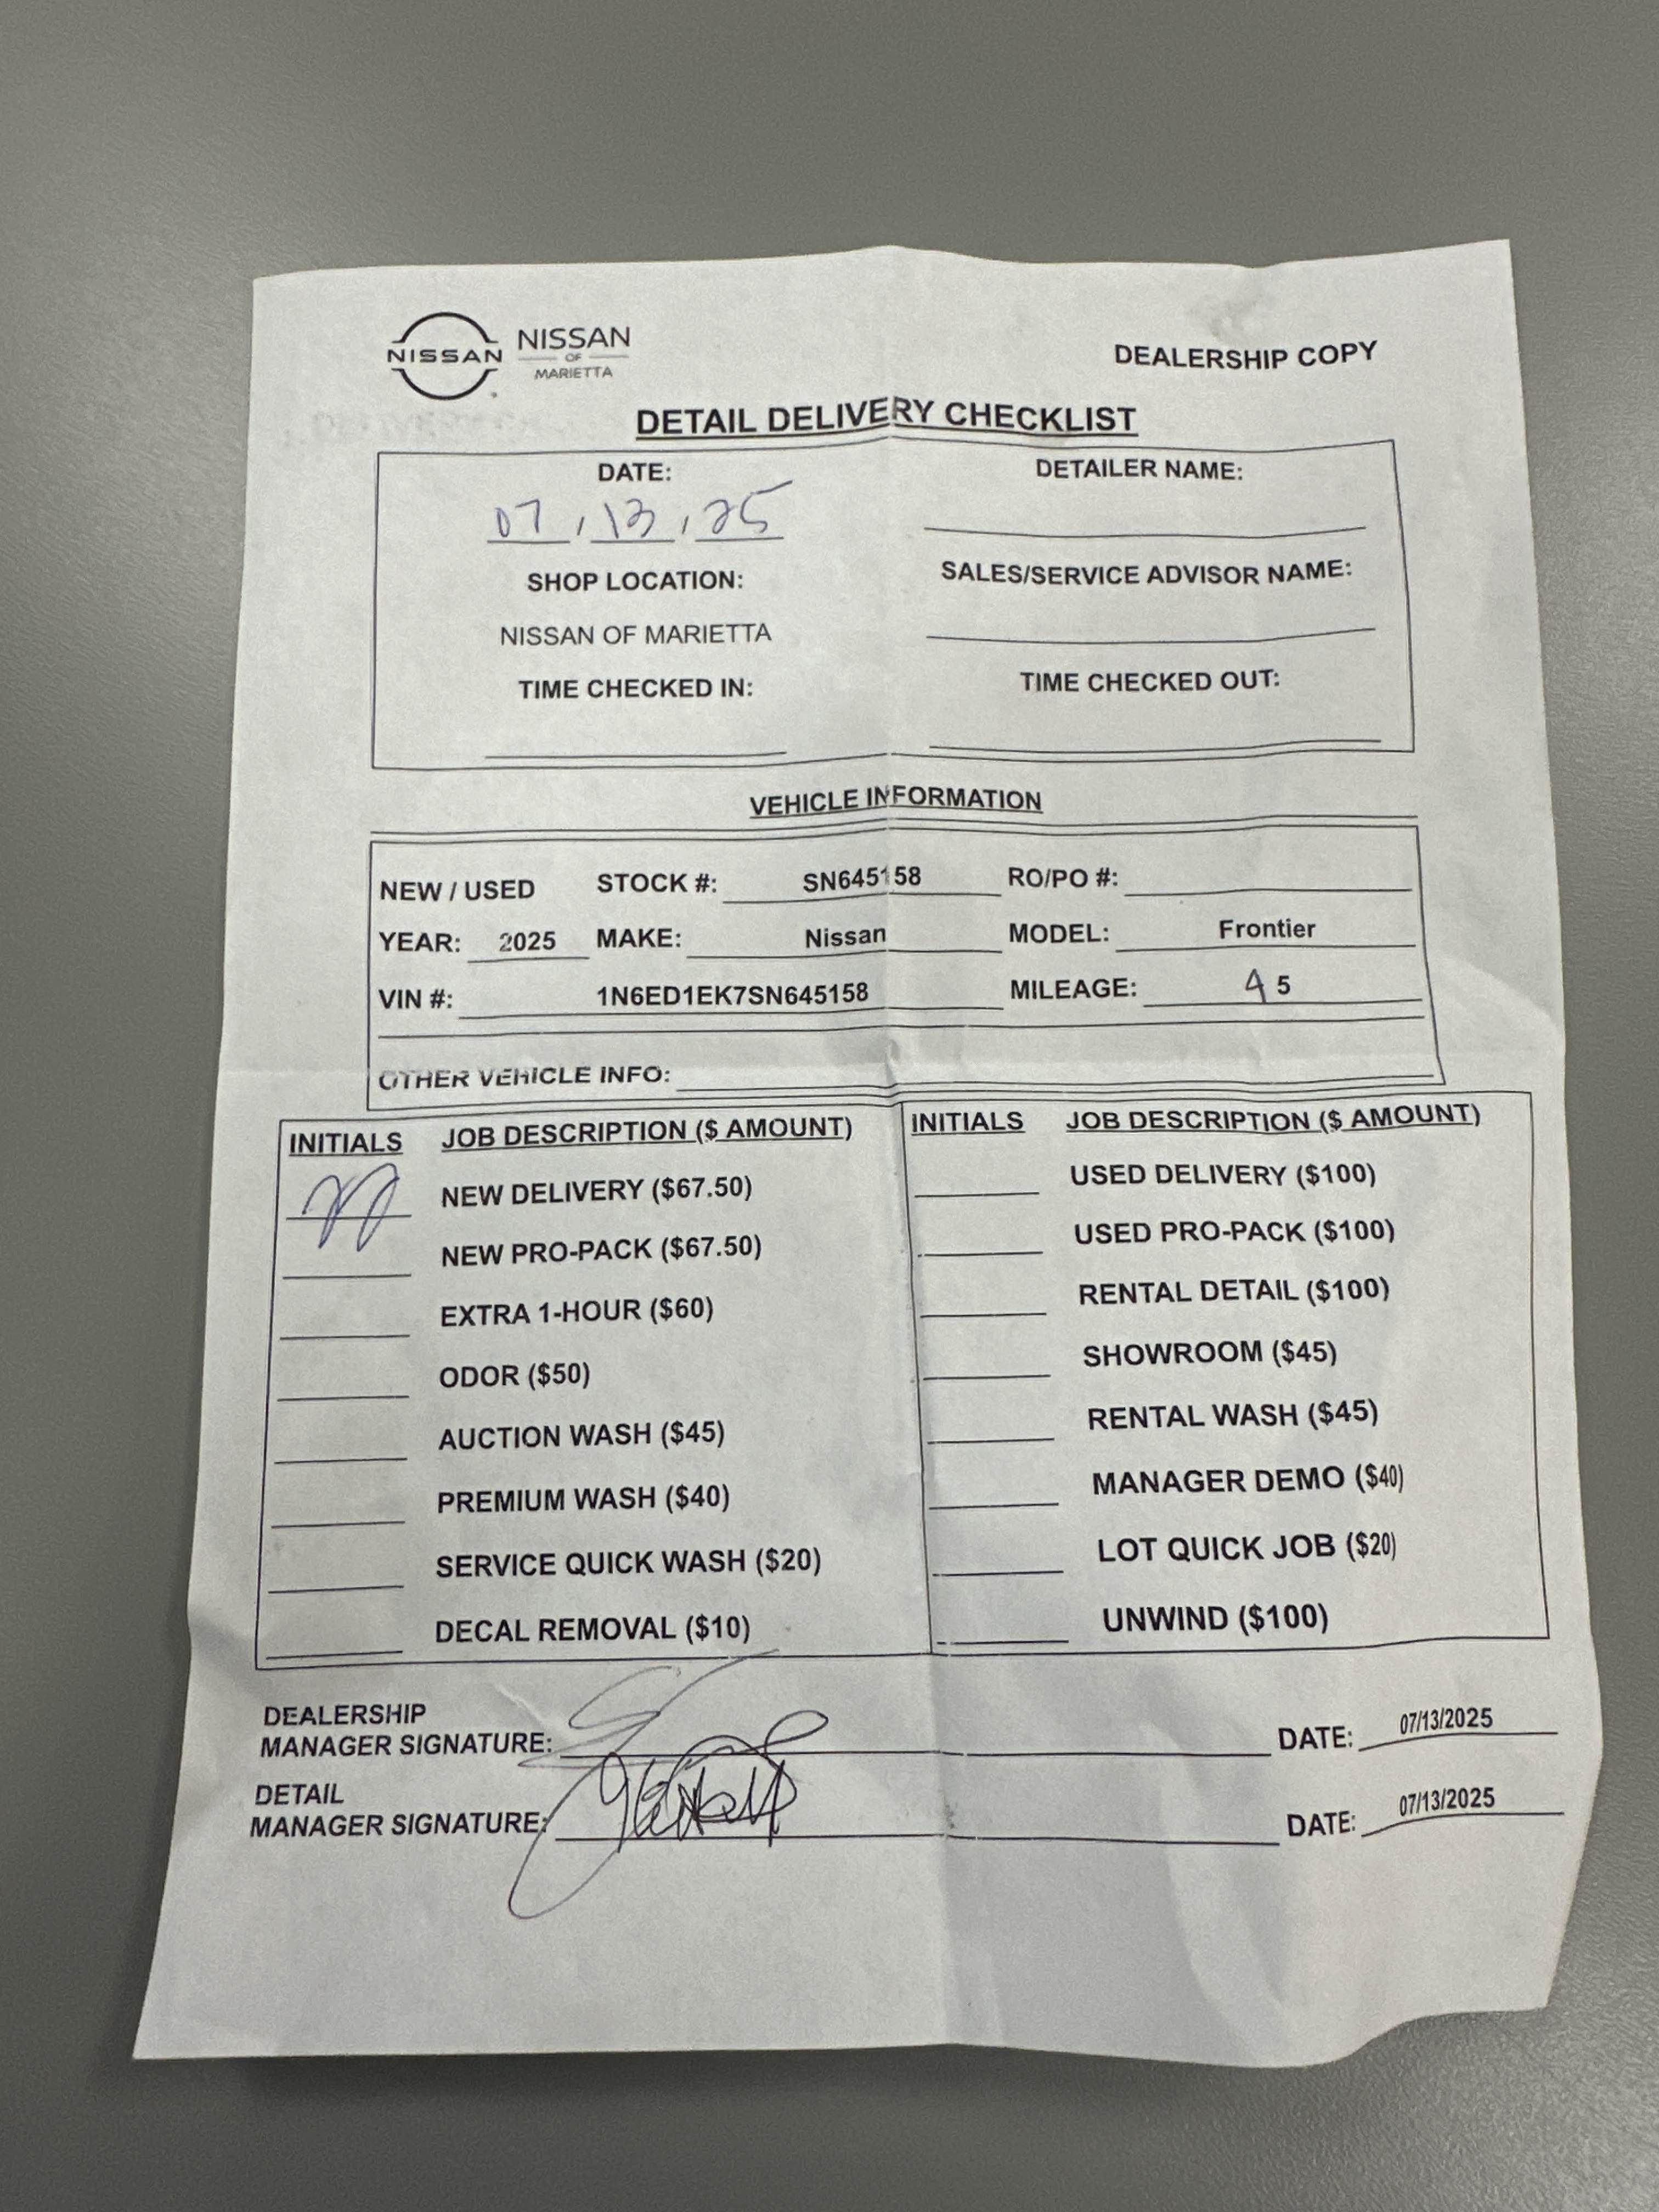 NISSAN NISSAN OF MARIETTA
DEALERSHIP COPY
DETAIL DELIVERY CHECKLIST
DATE:
07 / 13 / 25
SHOP LOCATION:
NISSAN OF MARIETTA
TIME CHECKED IN:
DETAILER NAME:
SALES/SERVICE ADVISOR NAME:
TIME CHECKED OUT:
VEHICLE INFORMATION
NEW / USED STOCK #: SN645158 RO/PO #:
YEAR: 2025 MAKE: Nissan MODEL: Frontier
VIN #: 1N6ED1EK7SN645158 MILEAGE: 45
OTHER VEHICLE INFO:
INITIALS JOB DESCRIPTION ($ AMOUNT)
NEW DELIVERY ($67.50)
NEW PRO-PACK ($67.50)
EXTRA 1-HOUR ($60)
ODOR ($50)
AUCTION WASH ($45)
PREMIUM WASH ($40)
SERVICE QUICK WASH ($20)
DECAL REMOVAL ($10)
INITIALS JOB DESCRIPTION ($ AMOUNT)
USED DELIVERY ($100)
USED PRO-PACK ($100)
RENTAL DETAIL ($100)
SHOWROOM ($45)
RENTAL WASH ($45)
MANAGER DEMO ($40)
LOT QUICK JOB ($20)
UNWIND ($100)
DEALERSHIP
MANAGER SIGNATURE: DATE: 07/13/2025
DETAIL
MANAGER SIGNATURE: DATE: 07/13/2025